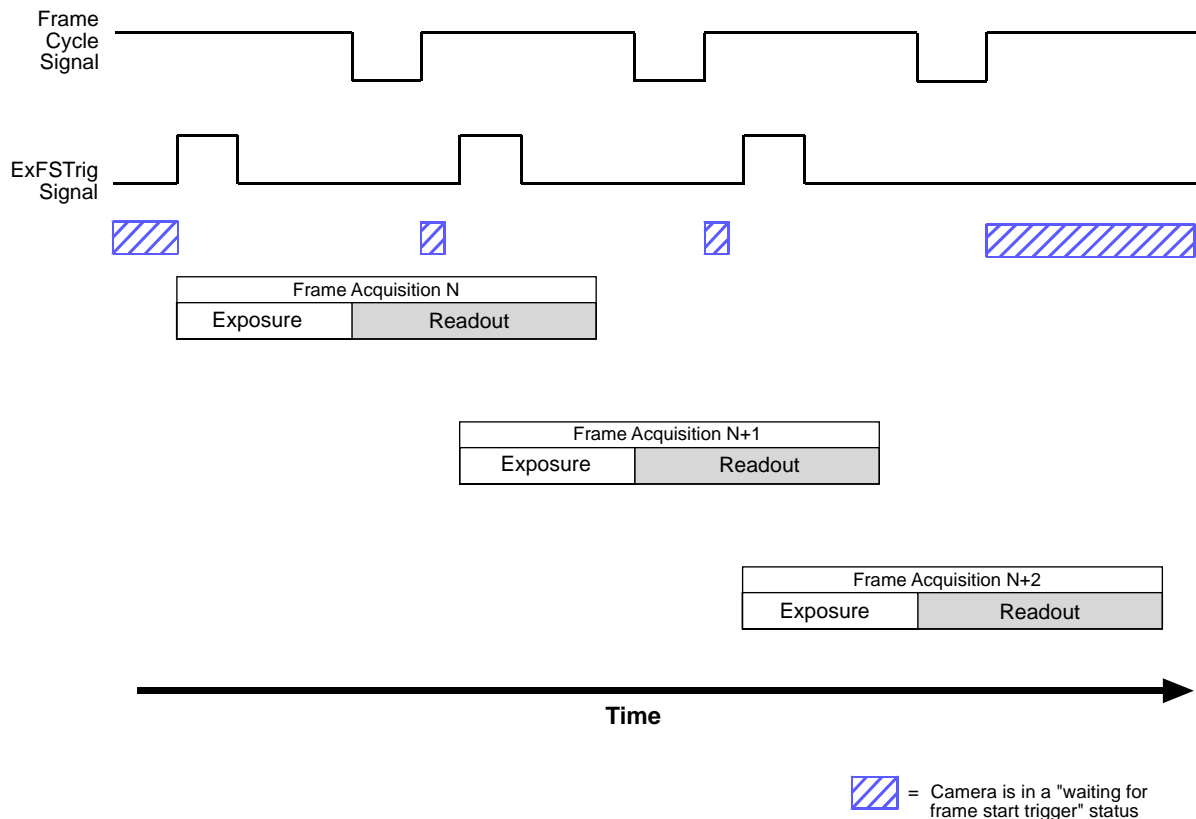 Frame
Cycle
Signal
ExFSTrig
Signal
Frame Acquisition N
Exposure
Readout
Frame Acquisition N+1
Exposure
Readout
Frame Acquisition N+2
Exposure
Readout
Time
= Camera is in a "waiting for
frame start trigger" status